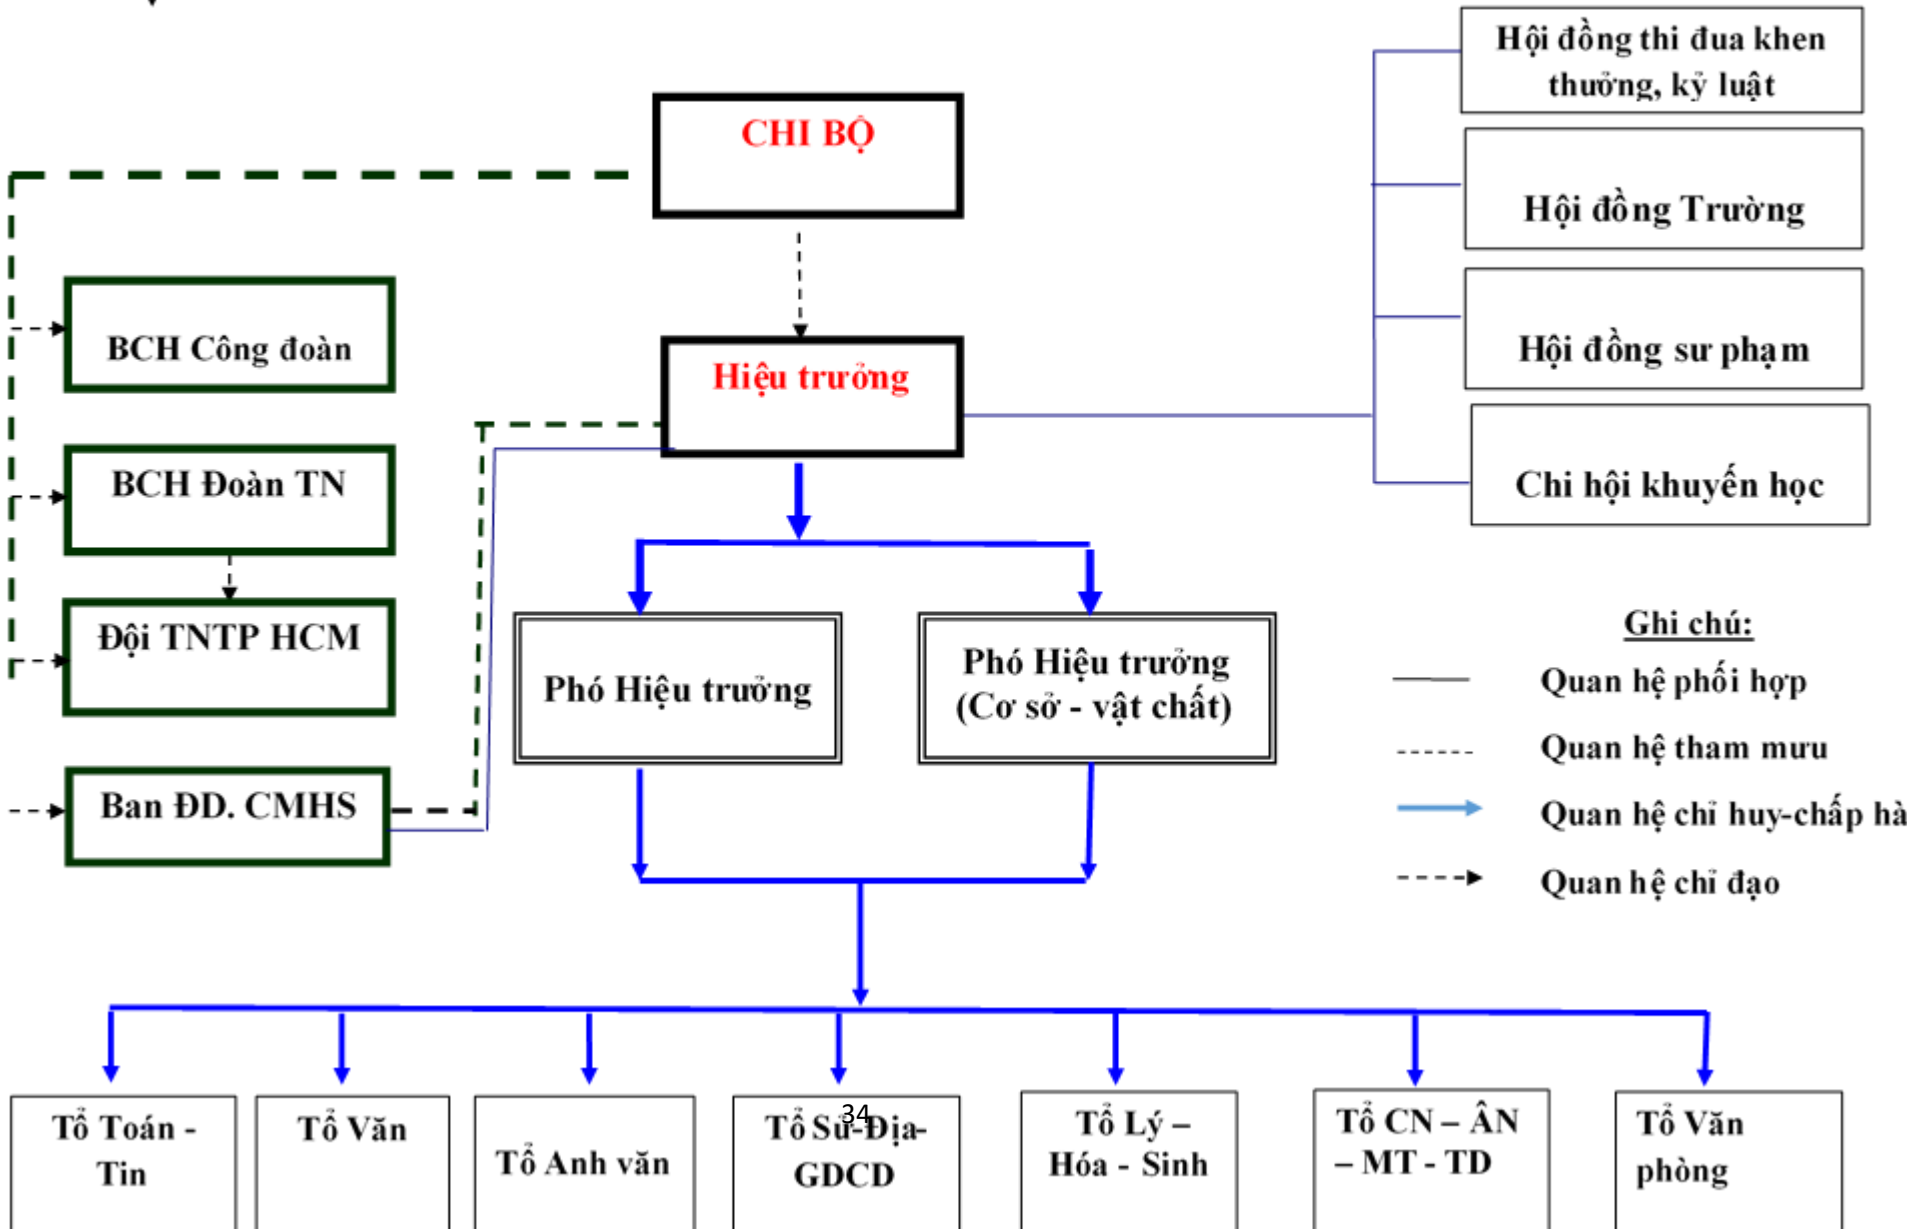 Hội đồng thi đua khen
thưởng, kỷ luật
CHI BỘ
Hội đồng Trường
BCH Công đoàn
Hội đồng sư phạm
Hiệu trưởng
BCH Đoàn TN
Chi hội khuyến học
Đội TNTP HCM
Phó Hiệu trưởng
Phó Hiệu trưởng
(Cơ sở - vật chất)
Ban ĐD. CMHS
Ghi chú:
Quan hệ phối hợp
Quan hệ tham mưu
Quan hệ chỉ huy-chấp hà
Quan hệ chỉ đạo
34
Tổ Toán -
Tin
Tổ Văn
Tổ Anh văn
Tổ Sử-Địa-
GDCD
Tổ Lý –
Hóa - Sinh
Tổ CN – ÂN
– MT - TD
Tổ Văn
phòng